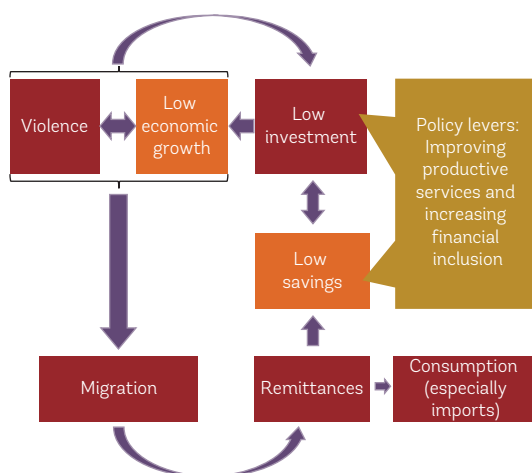 Violence
Low
economic
growth
Low
investment
Policy levers:
Improving
productive
services and
increasing
financial
inclusion
Low
savings
Migration
Remittances
Consumption
(especially
imports)